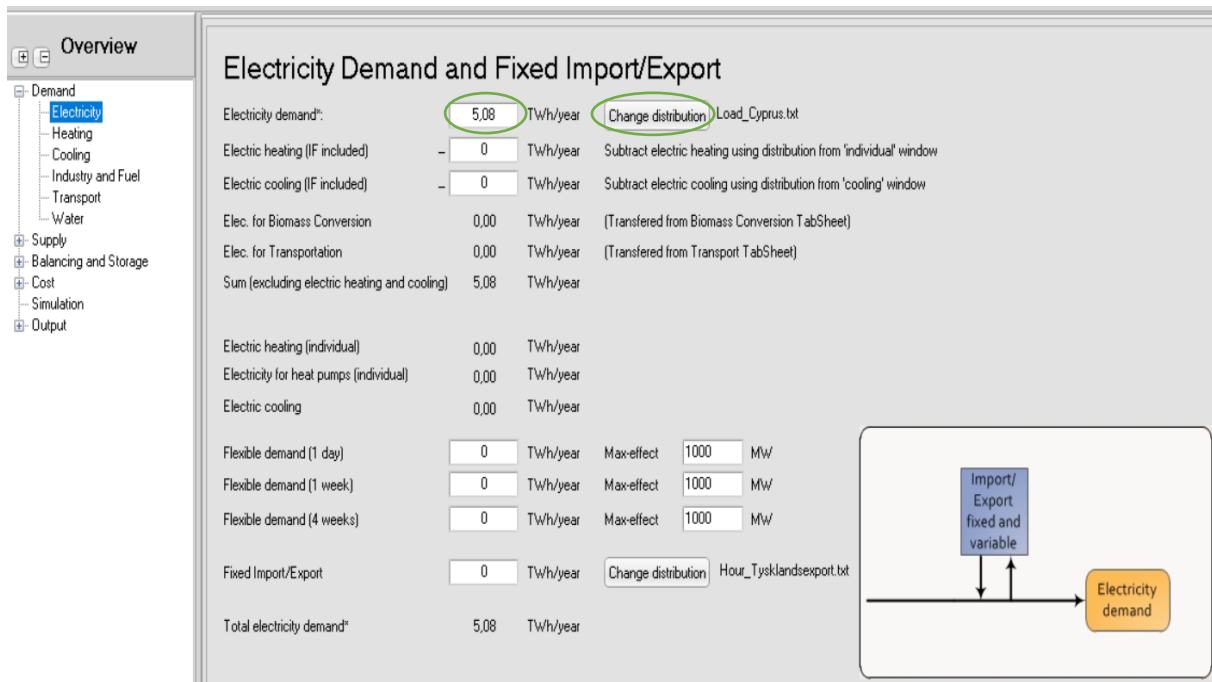 Overview
Demand
Electricity
Heating
Cooling
Industry and Fuel
Transport
Water
Supply
Balancing and Storage
Cost
Simulation
Output
Electricity Demand and Fixed Import/Export
Electricity demand*: 5,08 TWh/year Change distribution Load_Cyprus.txt
Electric heating (IF included) – 0 TWh/year Subtract electric heating using distribution from 'individual' window
Electric cooling (IF included) – 0 TWh/year Subtract electric cooling using distribution from 'cooling' window
Elec. for Biomass Conversion 0,00 TWh/year (Transfered from Biomass Conversion TabSheet)
Elec. for Transportation 0,00 TWh/year (Transfered from Transport TabSheet)
Sum (excluding electric heating and cooling) 5,08 TWh/year
Electric heating (individual) 0,00 TWh/year
Electricity for heat pumps (individual) 0,00 TWh/year
Electric cooling 0,00 TWh/year
Flexible demand (1 day) 0 TWh/year Max-effect 1000 MW
Flexible demand (1 week) 0 TWh/year Max-effect 1000 MW
Flexible demand (4 weeks) 0 TWh/year Max-effect 1000 MW
Fixed Import/Export 0 TWh/year Change distribution Hour_Tysklandsexport.txt
Total electricity demand* 5,08 TWh/year
Import/
Export
fixed and
variable
Electricity
demand